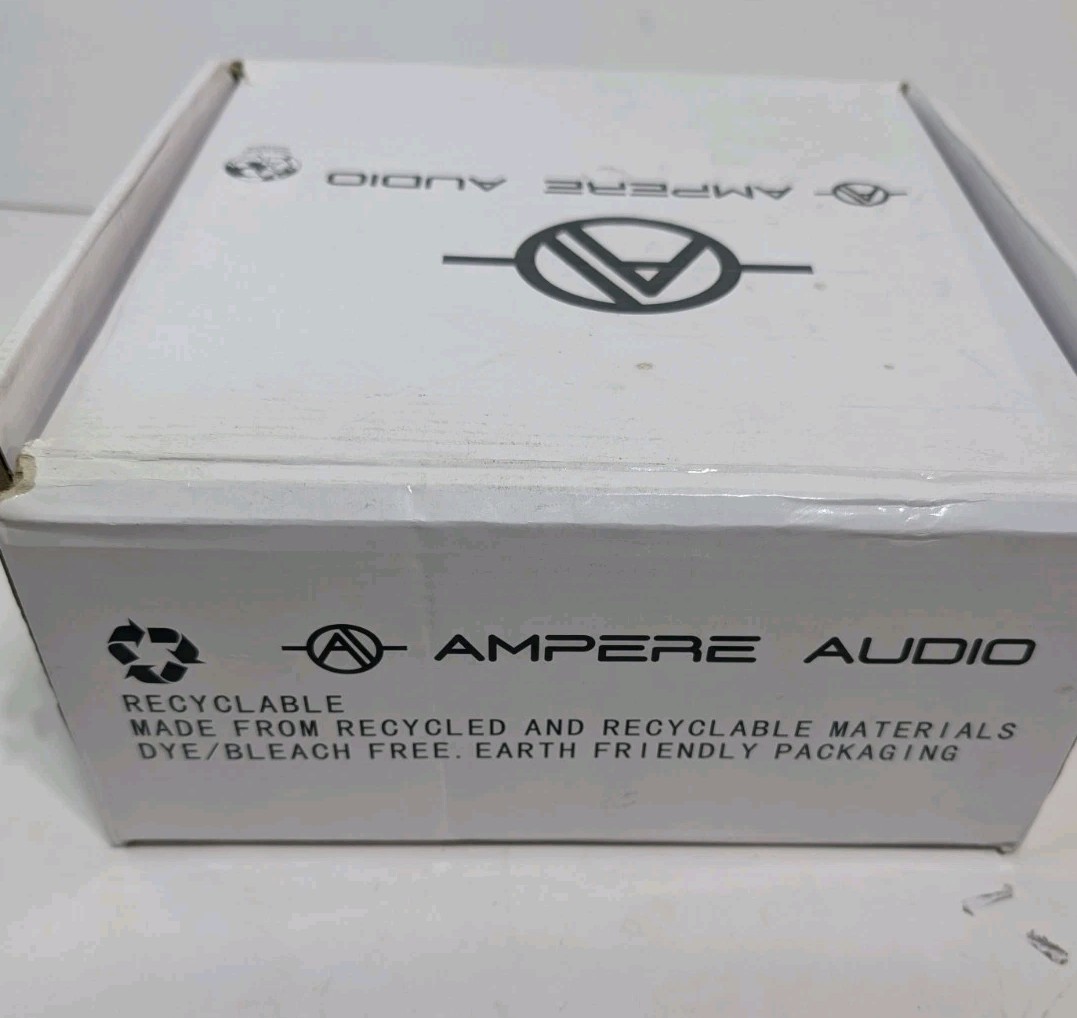 AMPERE AUDIO
AMPERE AUDIO
RECYCLABLE
MADE FROM RECYCLED AND RECYCLABLE MATERIALS
DYE/BLEACH FREE. EARTH FRIENDLY PACKAGING